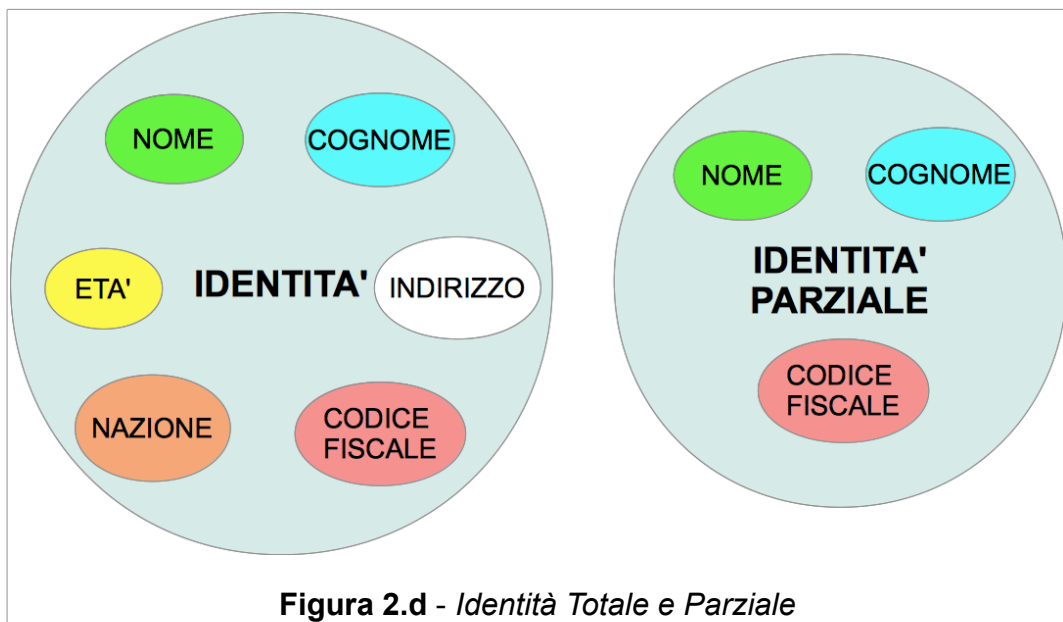 NOME
COGNOME
ETA'
IDENTITA'
INDIRIZZO
NAZIONE
CODICE
FISCALE
NOME
COGNOME
IDENTITA'
PARZIALE
CODICE
FISCALE
Figura 2.d - Identità Totale e Parziale